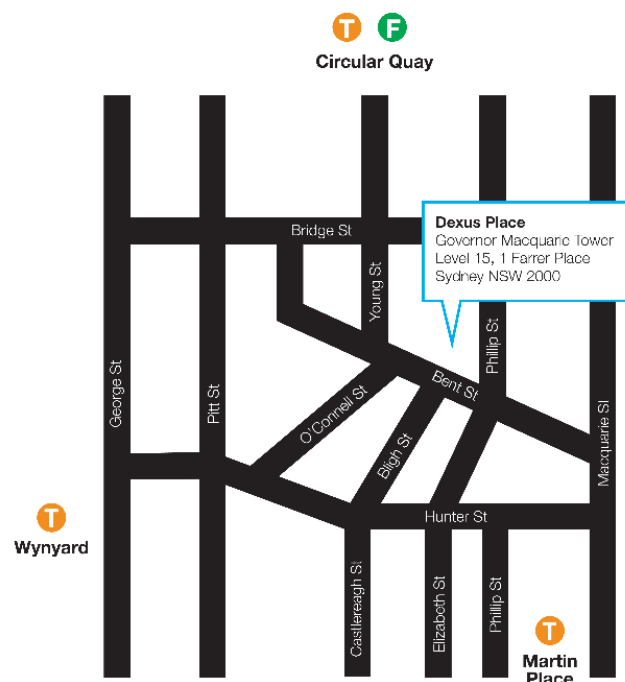 T F
Circular Quay
Bridge St
Dexus Place
Governor Macquarie Tower
Level 15, 1 Farrer Place
Sydney NSW 2000
Young St
Phillip St
George St
Pitt St
O'Connell St
Bent St
Bligh St
Macquarie St
T
Wynyard
Hunter St
Castlereagh St
Elizaboth St
Phillip St
T
Martin
Place